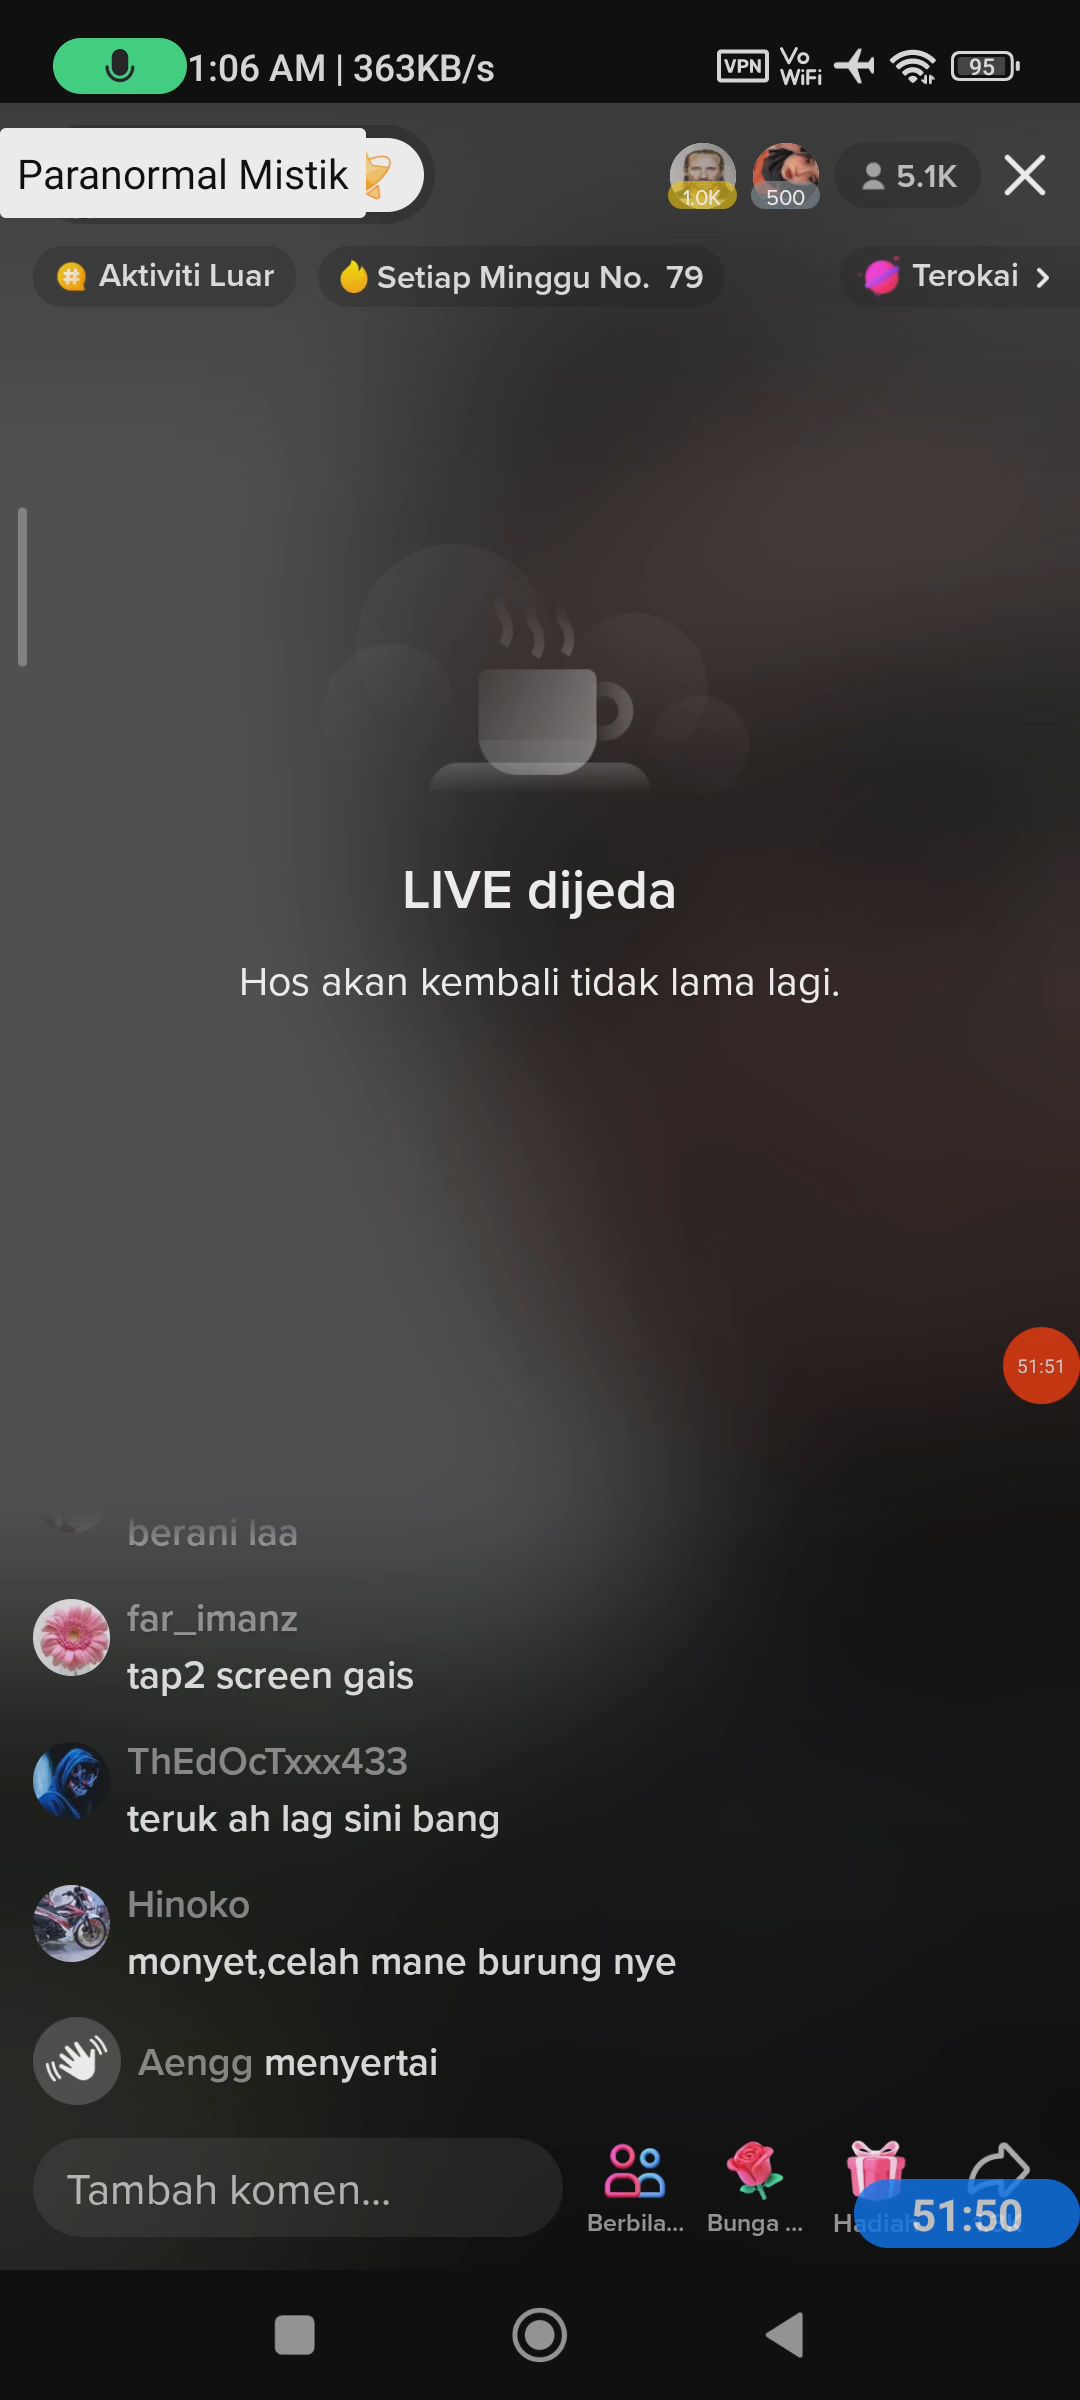 1:06 AM | 363KB/s
VPN
Vo
WiFi
95
Paranormal Mistik
1.0K
500
5.1K
Aktiviti Luar
Setiap Minggu No. 79
Terokai
LIVE dijeda
Hos akan kembali tidak lama lagi.
51:51
berani laa
far_imanz
tap2 screen gais
ThEdOcTxxx433
teruk ah lag sini bang
Hinoko
monyet,celah mane burung nye
Aengg menyertai
Tambah komen...
Berbila...
Bunga ...
Hadiah
51:50